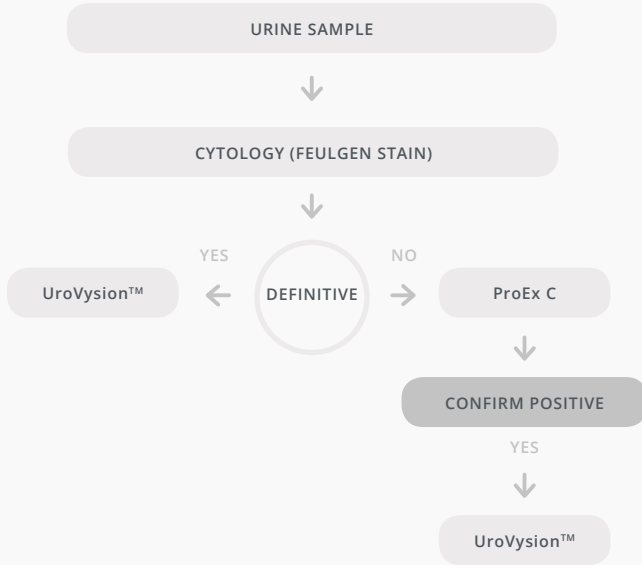 URINE SAMPLE
CYTOLOGY (FEULGEN STAIN)
YES
NO
UroVysion™
DEFINITIVE
ProEx C
CONFIRM POSITIVE
YES
UroVysion™